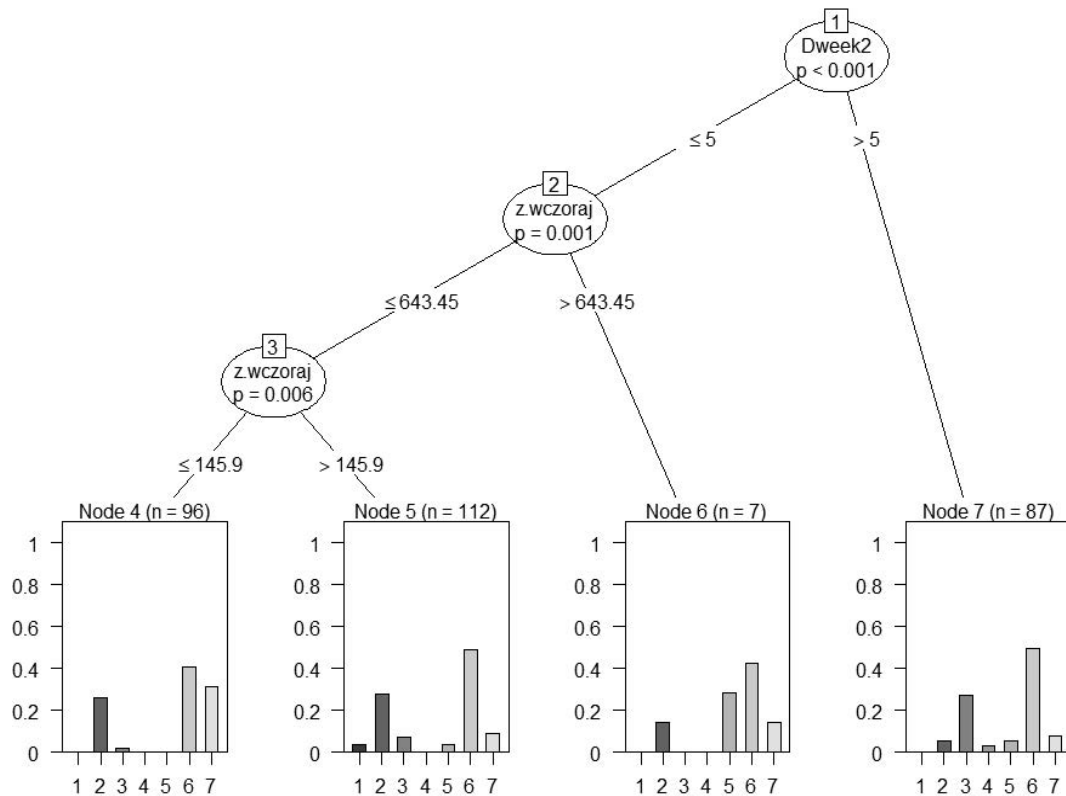 1
Dweek2
p < 0.001
≤ 5
> 5
2
z.wczoraj
p = 0.001
≤ 643.45
> 643.45
3
z.wczoraj
p = 0.006
≤ 145.9
> 145.9
Node 4 (n = 96)
1
0.8
0.6
0.4
0.2
0
1 2 3 4 5 6 7
Node 5 (n = 112)
1
0.8
0.6
0.4
0.2
0
1 2 3 4 5 6 7
Node 6 (n = 7)
1
0.8
0.6
0.4
0.2
0
1 2 3 4 5 6 7
Node 7 (n = 87)
1
0.8
0.6
0.4
0.2
0
1 2 3 4 5 6 7